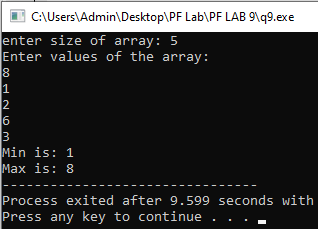 C:\Users\Admin\Desktop\PF Lab\PF LAB 9\q9.exe
enter size of array: 5
Enter values of the array:
8
1
2
6
3
Min is: 1
Max is: 8
--------------------------------
Process exited after 9.599 seconds with
Press any key to continue . . .